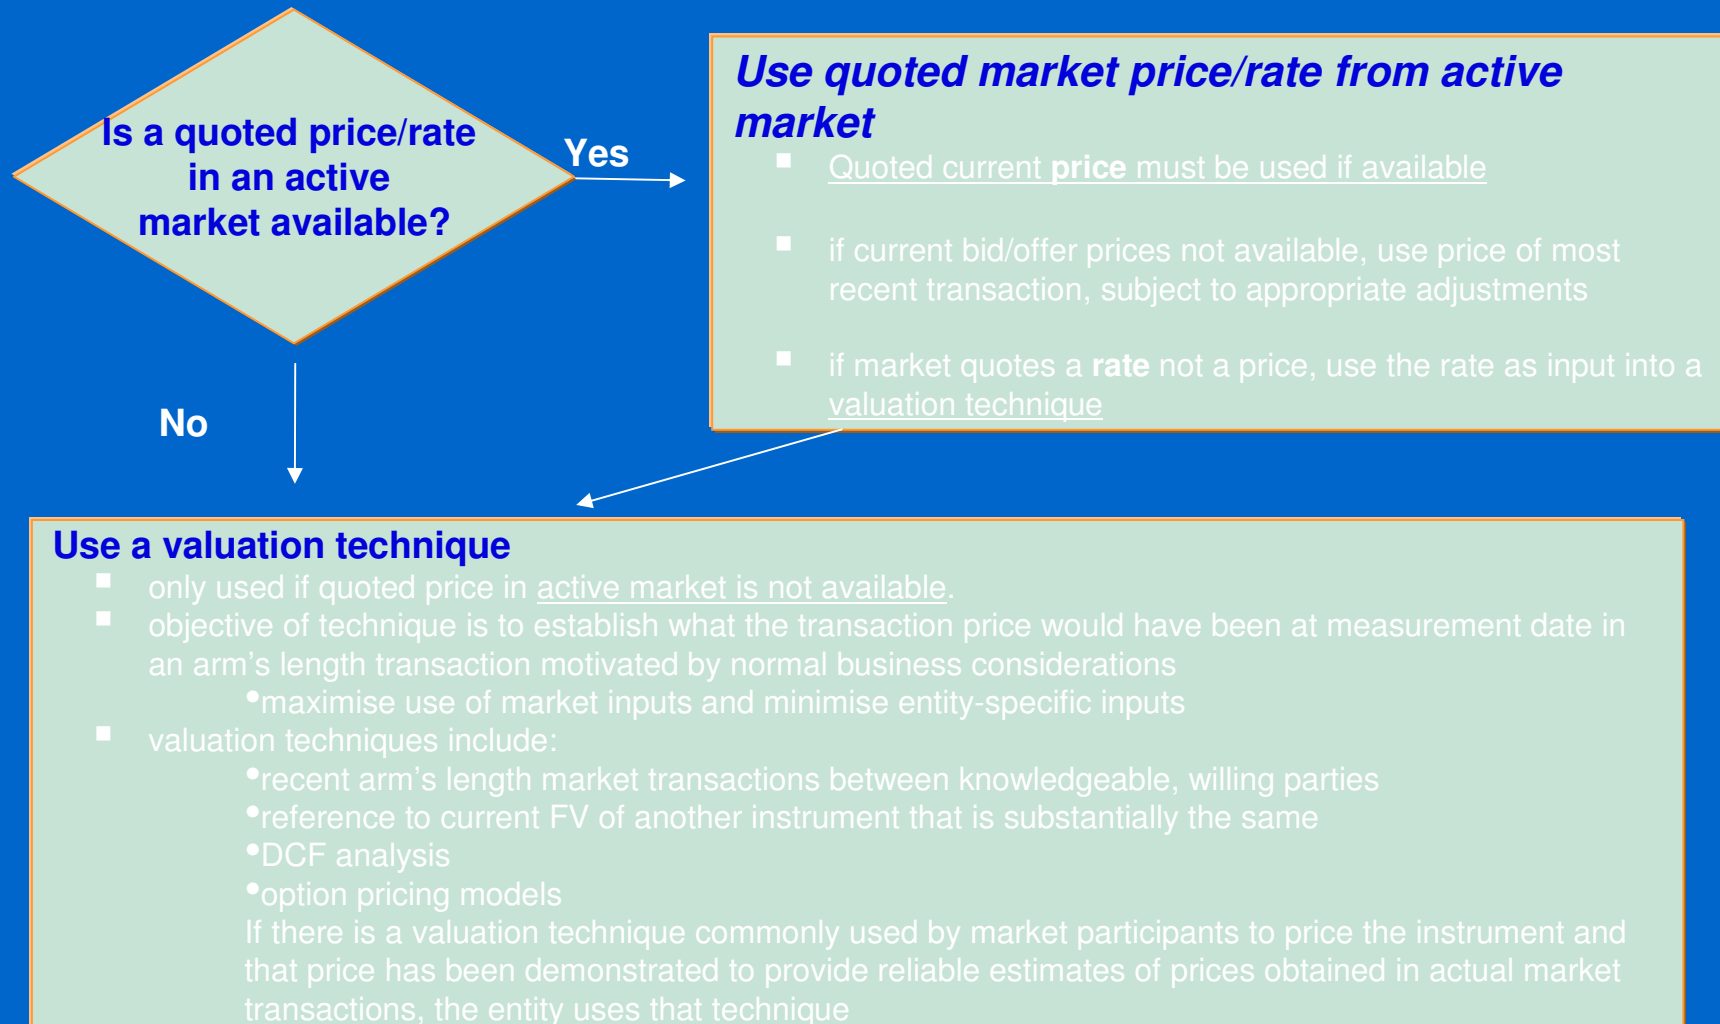 Is a quoted price/rate
in an active
market available?
Yes
No
Use quoted market price/rate from active
market
Quoted current price must be used if available
if current bid/offer prices not available, use price of most
recent transaction, subject to appropriate adjustments
if market quotes a rate not a price, use the rate as input into a
valuation technique
Use a valuation technique
only used if quoted price in active market is not available.
objective of technique is to establish what the transaction price would have been at measurement date in
an arm's length transaction motivated by normal business considerations
•maximise use of market inputs and minimise entity-specific inputs
valuation techniques include:
•recent arm's length market transactions between knowledgeable, willing parties
•reference to current FV of another instrument that is substantially the same
•DCF analysis
•option pricing models
If there is a valuation technique commonly used by market participants to price the instrument and
that price has been demonstrated to provide reliable estimates of prices obtained in actual market
transactions, the entity uses that technique